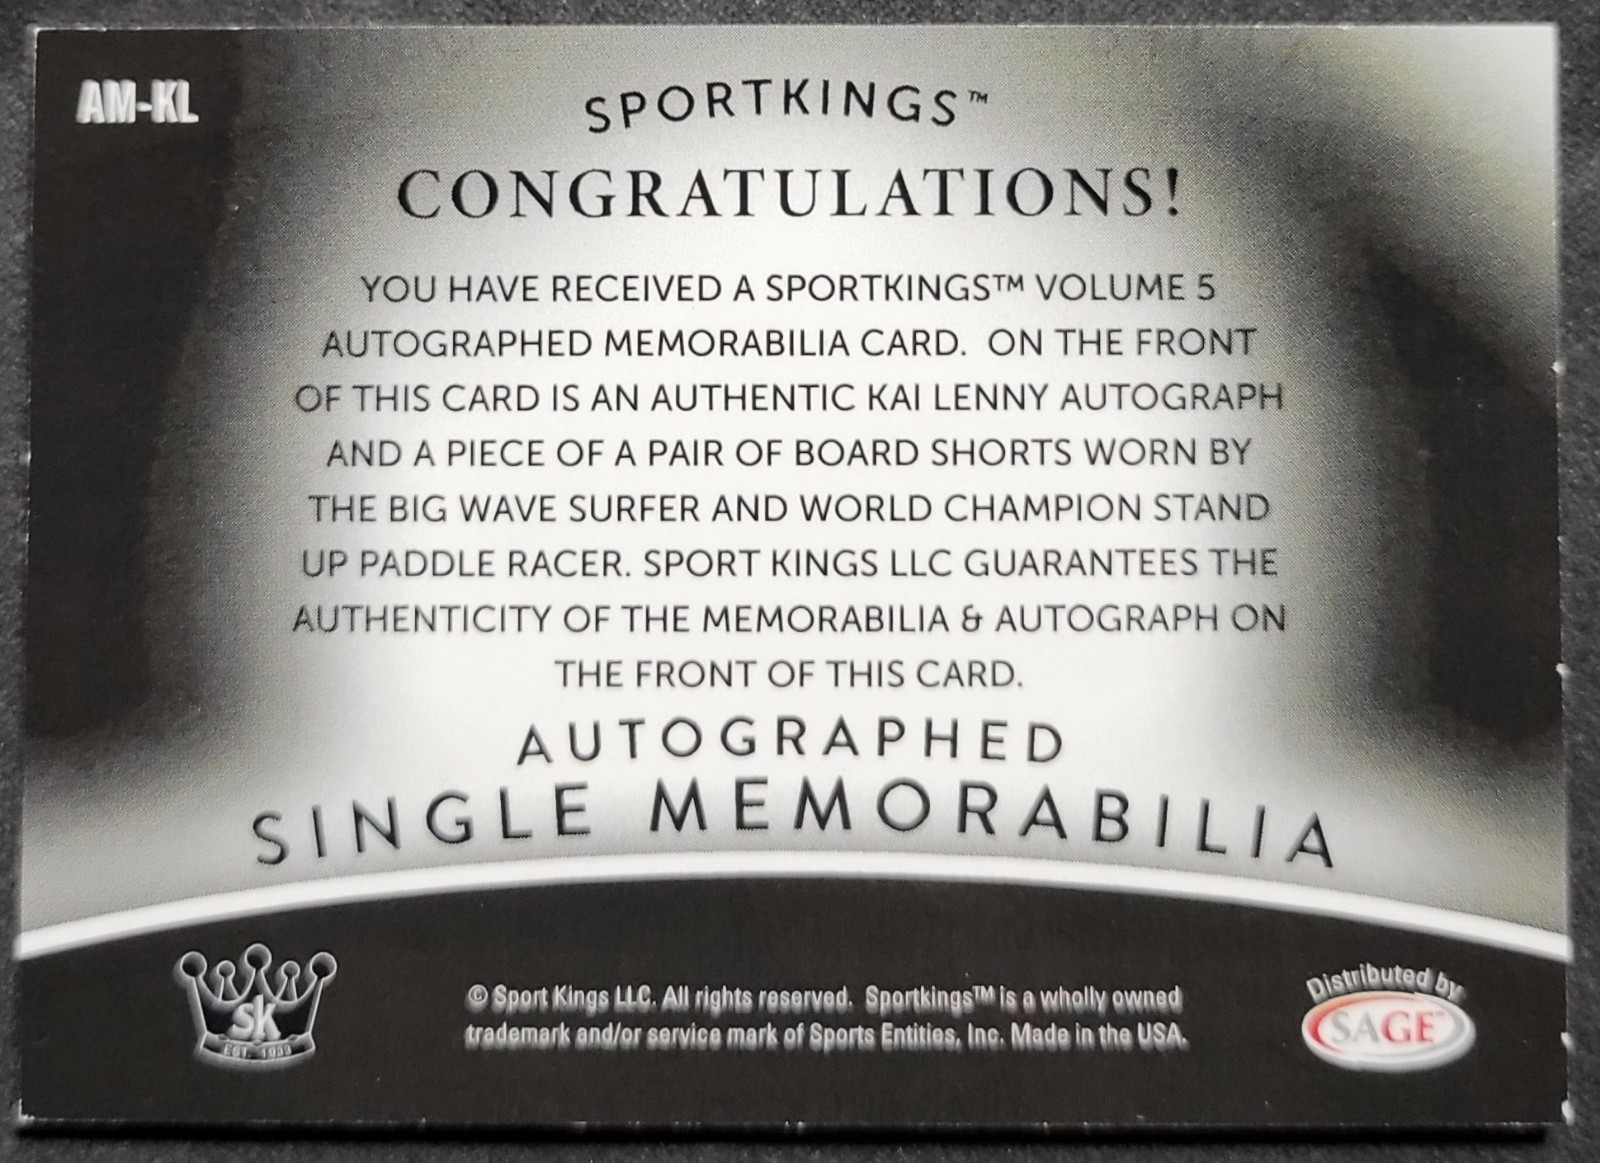 AM-KL
SPORTKINGS™
CONGRATULATIONS!
YOU HAVE RECEIVED A SPORTKINGS™ VOLUME 5
AUTOGRAPHED MEMORABILIA CARD. ON THE FRONT
OF THIS CARD IS AN AUTHENTIC KAI LENNY AUTOGRAPH
AND A PIECE OF A PAIR OF BOARD SHORTS WORN BY
THE BIG WAVE SURFER AND WORLD CHAMPION STAND
UP PADDLE RACER. SPORT KINGS LLC GUARANTEES THE
AUTHENTICITY OF THE MEMORABILIA & AUTOGRAPH ON
THE FRONT OF THIS CARD.
AUTOGRAPHED
SINGLE MEMORABILIA
SK
EST. 1933
© Sport Kings LLC. All rights reserved. Sportkings™ is a wholly owned
trademark and/or service mark of Sports Entities, Inc. Made in the USA.
Distributed by
SAGE™